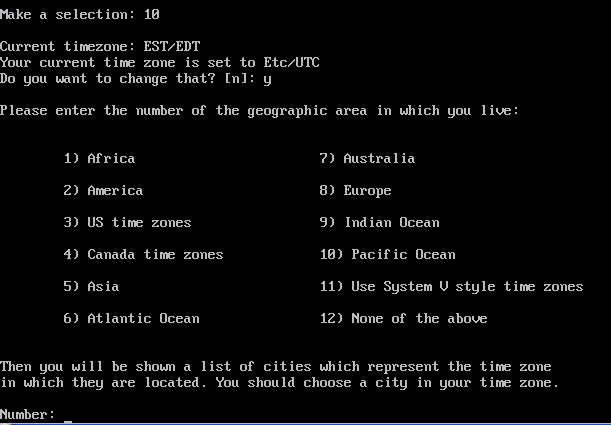 Make a selection: 10
Current timezone: EST/EDT
Your current time zone is set to Etc/UTC
Do you want to change that? [n]: y
Please enter the number of the geographic area in which you live:
1) Africa 7) Australia
2) America 8) Europe
3) US time zones 9) Indian Ocean
4) Canada time zones 10) Pacific Ocean
5) Asia 11) Use System V style time zones
6) Atlantic Ocean 12) None of the above
Then you will be shown a list of cities which represent the time zone
in which they are located. You should choose a city in your time zone.
Number: _